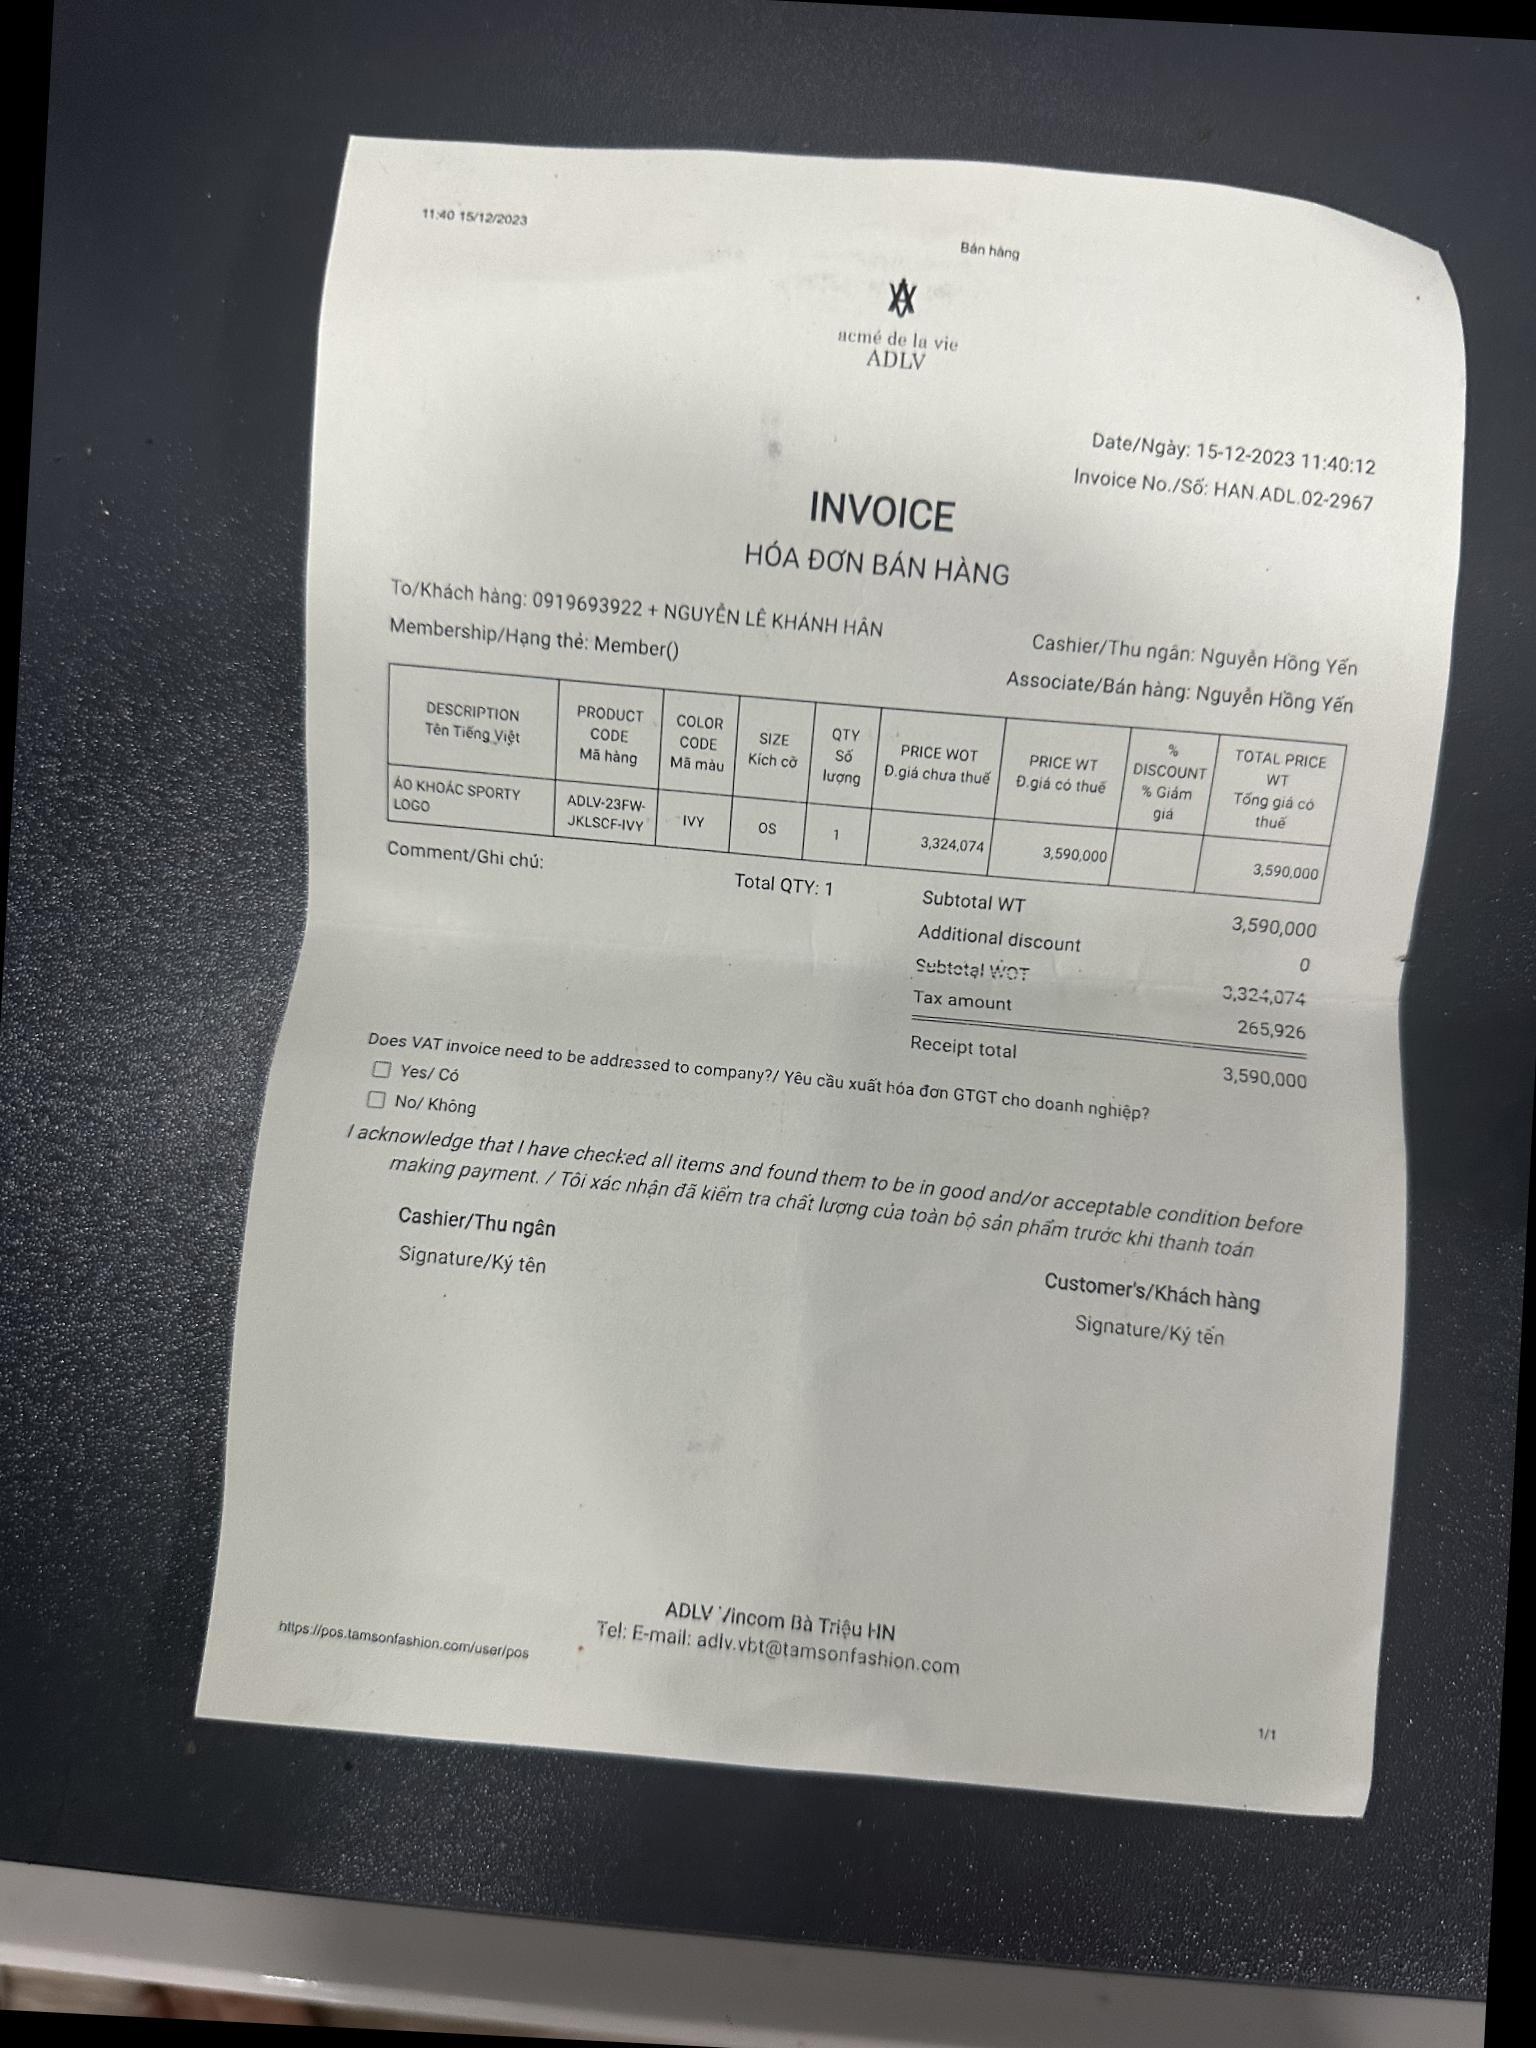 11:40 15/12/2023
Bán hàng
acmé de la vie
ADLV
Date/Ngày: 15-12-2023 11:40:12
Invoice No./Số: HAN.ADL.02-2967
INVOICE
HÓA ĐƠN BÁN HÀNG
To/Khách hàng: 0919693922 + NGUYỄN LÊ KHÁNH HÂN
Membership/Hạng thẻ: Member()
Cashier/Thu ngân: Nguyễn Hồng Yến
Associate/Bán hàng: Nguyễn Hồng Yến
DESCRIPTION
Tên Tiếng Việt
PRODUCT
CODE
Mã hàng
COLOR
CODE
Mã màu
SIZE
Kích cỡ
QTY
Số
lượng
PRICE WOT
Đ.giá chưa thuế
PRICE WT
Đ.giá có thuế
%
DISCOUNT
% Giảm
giá
TOTAL PRICE
WT
Tổng giá có
thuế
ÁO KHOÁC SPORTY
LOGO
ADLV-23FW-
JKLSCF-IVY
IVY
OS
1
3,324,074
3,590,000
3,590,000
Comment/Ghi chú:
Total QTY: 1
Subtotal WT 3,590,000
Additional discount 0
Subtotal WOT 3,324,074
Tax amount 265,926
Receipt total 3,590,000
Does VAT invoice need to be addressed to company?/ Yêu cầu xuất hóa đơn GTGT cho doanh nghiệp?
Yes/ Có
No/ Không
I acknowledge that I have checked all items and found them to be in good and/or acceptable condition before
making payment. / Tôi xác nhận đã kiểm tra chất lượng của toàn bộ sản phẩm trước khi thanh toán
Cashier/Thu ngân
Signature/Ký tên
Customer's/Khách hàng
Signature/Ký tên
ADLV Vincom Bà Triệu HN
Tel: E-mail: adlv.vbt@tamsonfashion.com
https://pos.tamsonfashion.com/user/pos
1/1